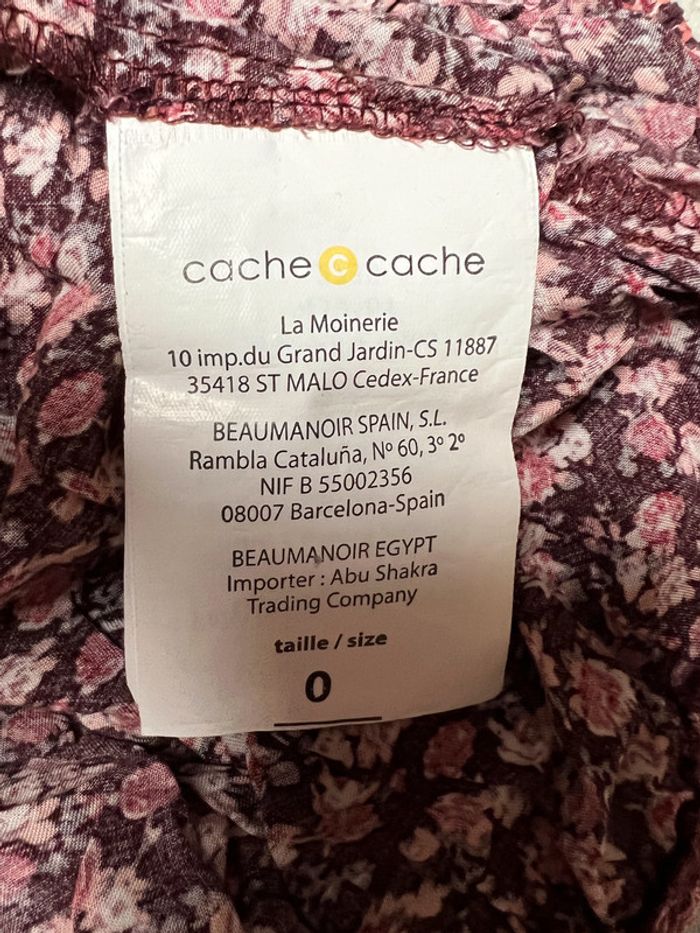 cache c cache
La Moinerie
10 imp.du Grand Jardin-CS 11887
35418 ST MALO Cedex-France
BEAUMANOIR SPAIN, S.L.
Rambla Cataluña, Nº 60, 3º 2º
NIF B 55002356
08007 Barcelona-Spain
BEAUMANOIR EGYPT
Importer : Abu Shakra
Trading Company
taille / size
0